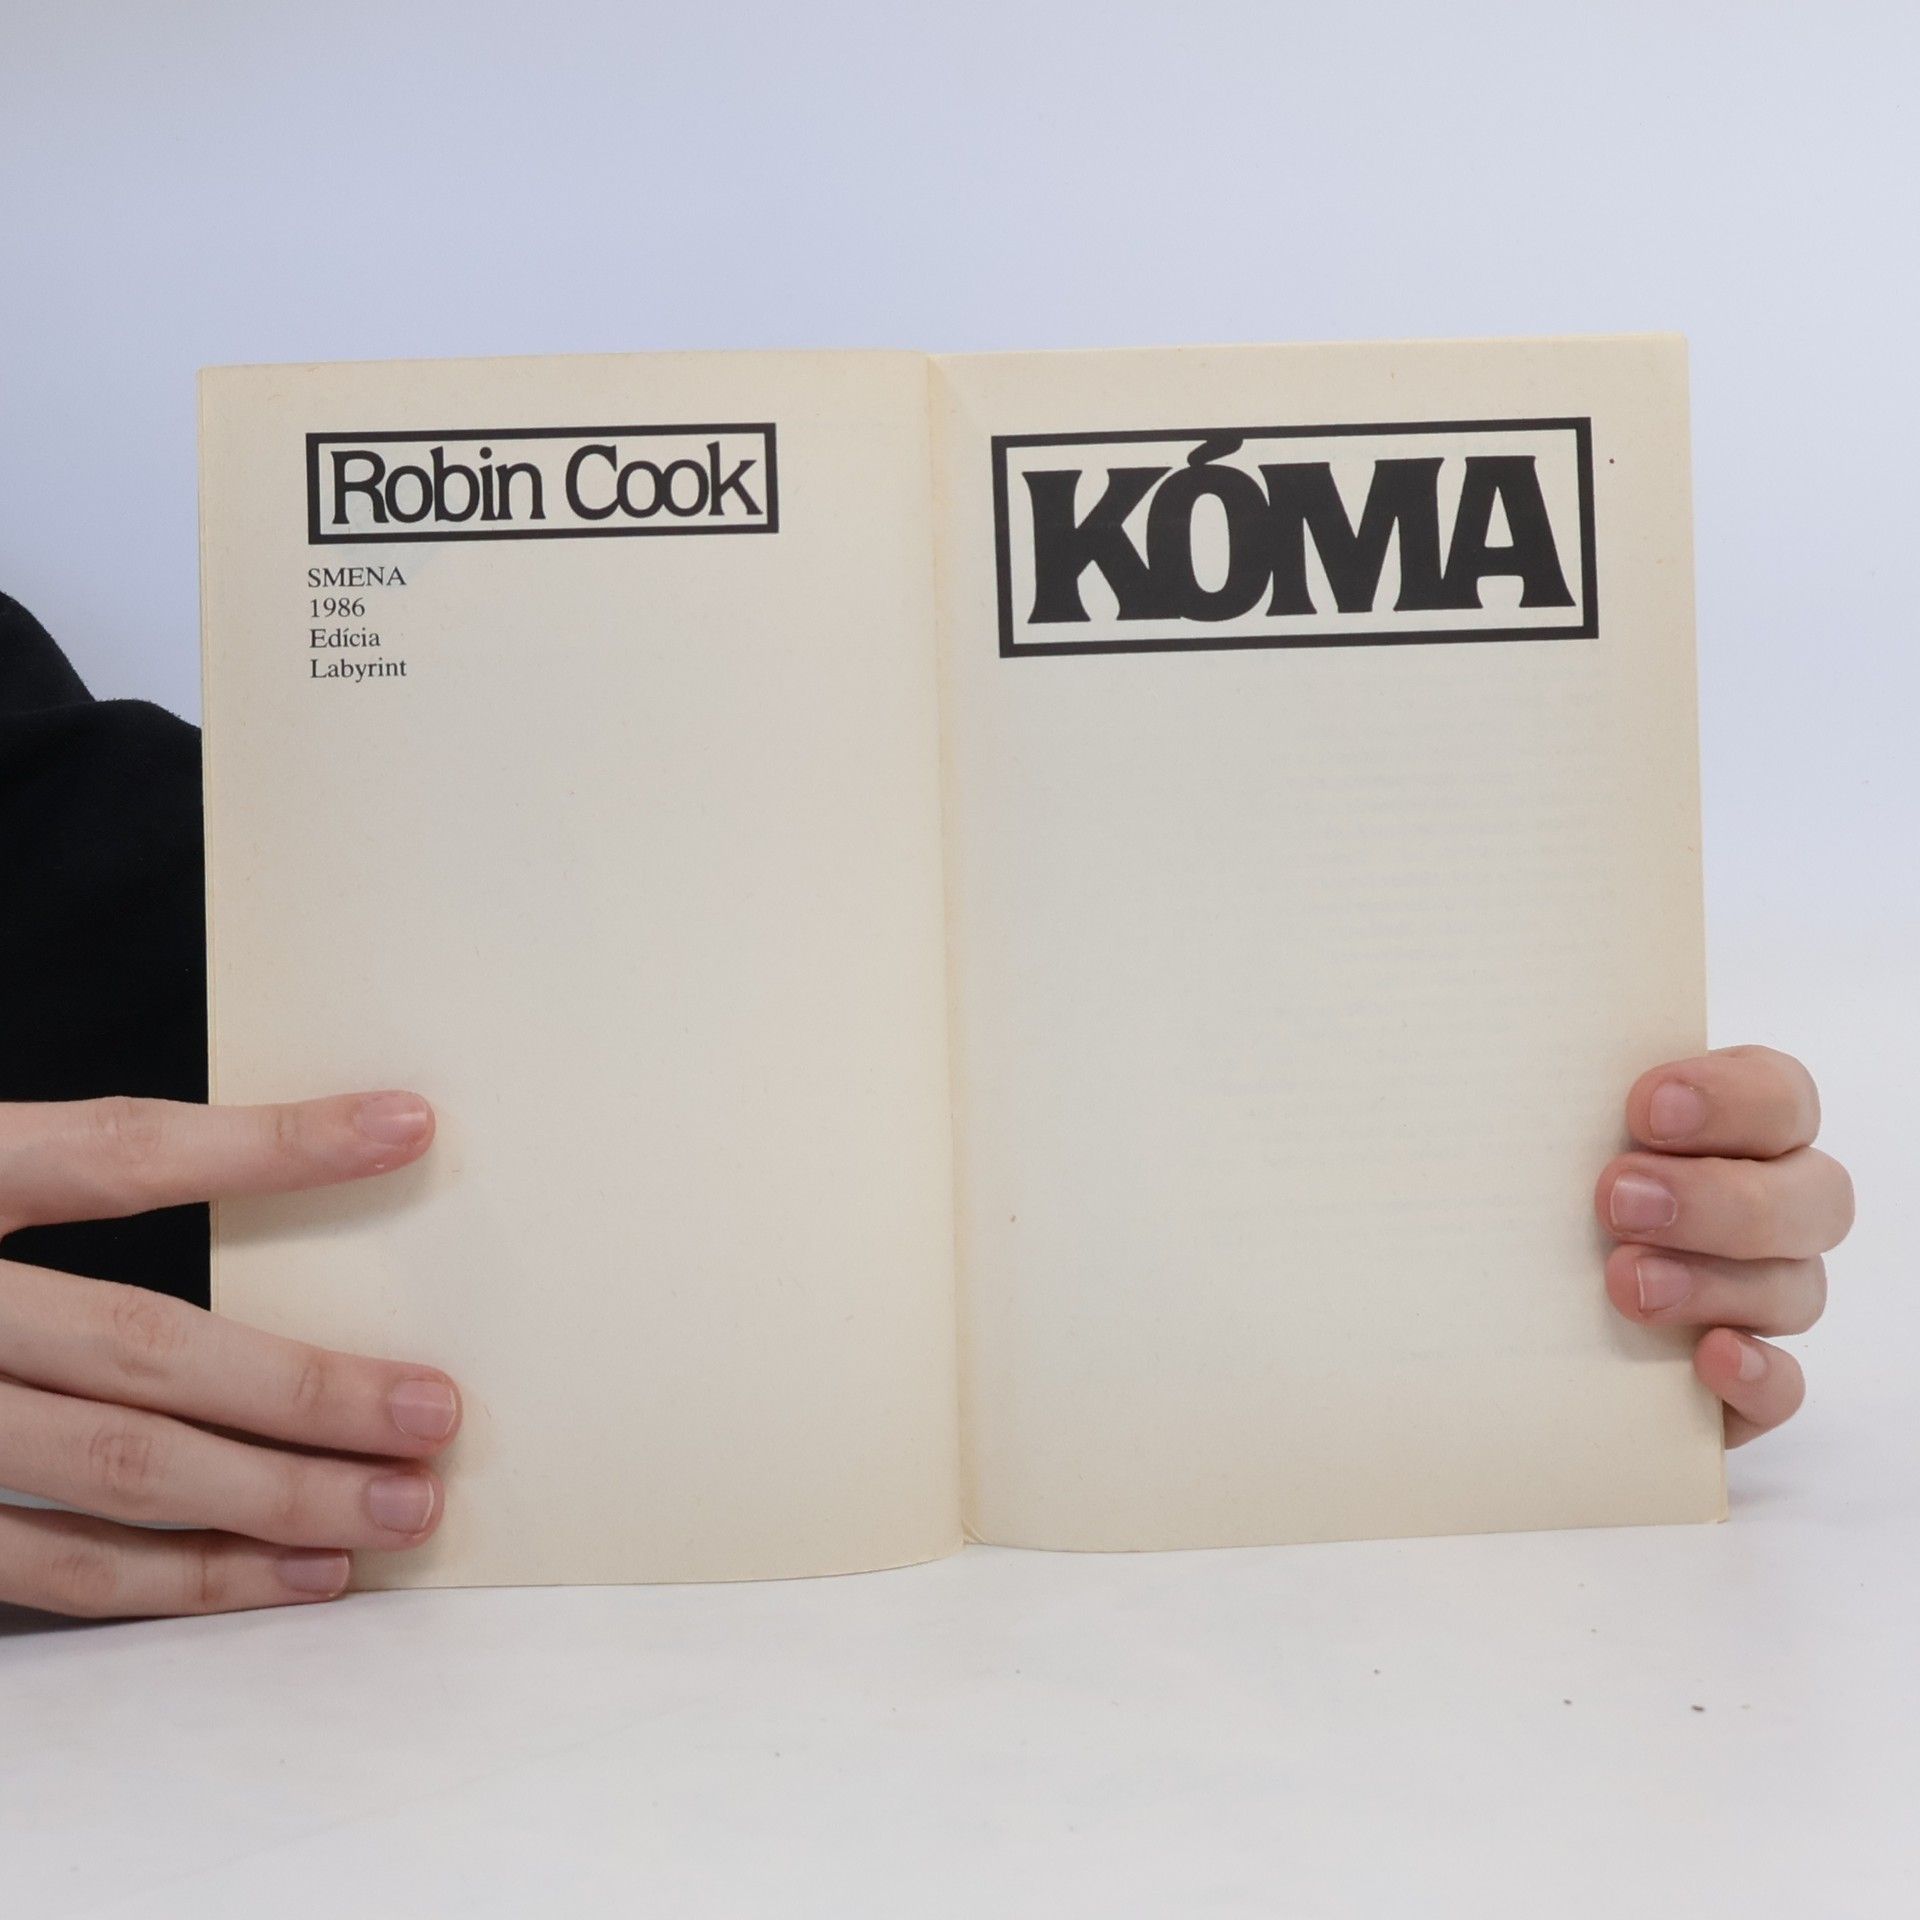 Robin Cook
SMENA
1986
Edícia
Labyrint
KÓMA